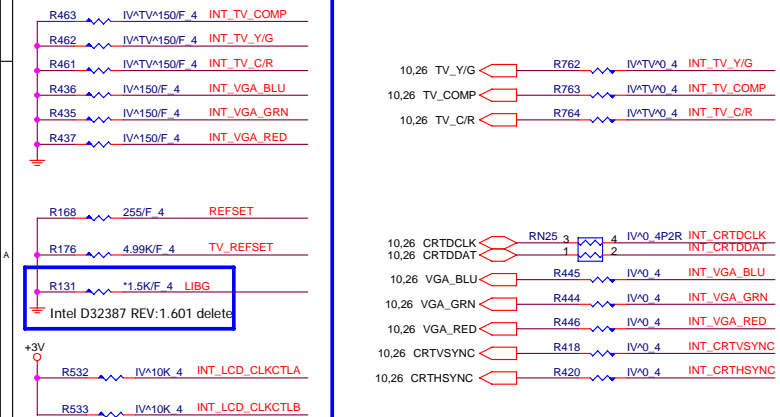 R463 IV^TV^150/F_4 INT_TV_COMP
R462 IV^TV^150/F_4 INT_TV_Y/G
R461 IV^TV^150/F_4 INT_TV_C/R
R436 IV^150/F_4 INT_VGA_BLU
R435 IV^150/F_4 INT_VGA_GRN
R437 IV^150/F_4 INT_VGA_RED
R168 255/F_4 REFSET
A
R176 4.99K/F_4 TV_REFSET
R131 *1.5K/F_4 LIBG
Intel D32387 REV:1.601 delete
+3V
R532 IV^10K_4 INT_LCD_CLKCTLA
R533 IV^10K_4 INT_LCD_CLKCTLB
10,26 TV_Y/G R762 IV^TV^0_4 INT_TV_Y/G
10,26 TV_COMP R763 IV^TV^0_4 INT_TV_COMP
10,26 TV_C/R R764 IV^TV^0_4 INT_TV_C/R
10,26 CRTDCLK RN25 3 4 IV^0_4P2R INT_CRTDCLK
10,26 CRTDDAT 1 2 INT_CRTDDAT
10,26 VGA_BLU R445 IV^0_4 INT_VGA_BLU
10,26 VGA_GRN R444 IV^0_4 INT_VGA_GRN
10,26 VGA_RED R446 IV^0_4 INT_VGA_RED
10,26 CRTVSYNC R418 IV^0_4 INT_CRTVSYNC
10,26 CRTHSYNC R420 IV^0_4 INT_CRTHSYNC